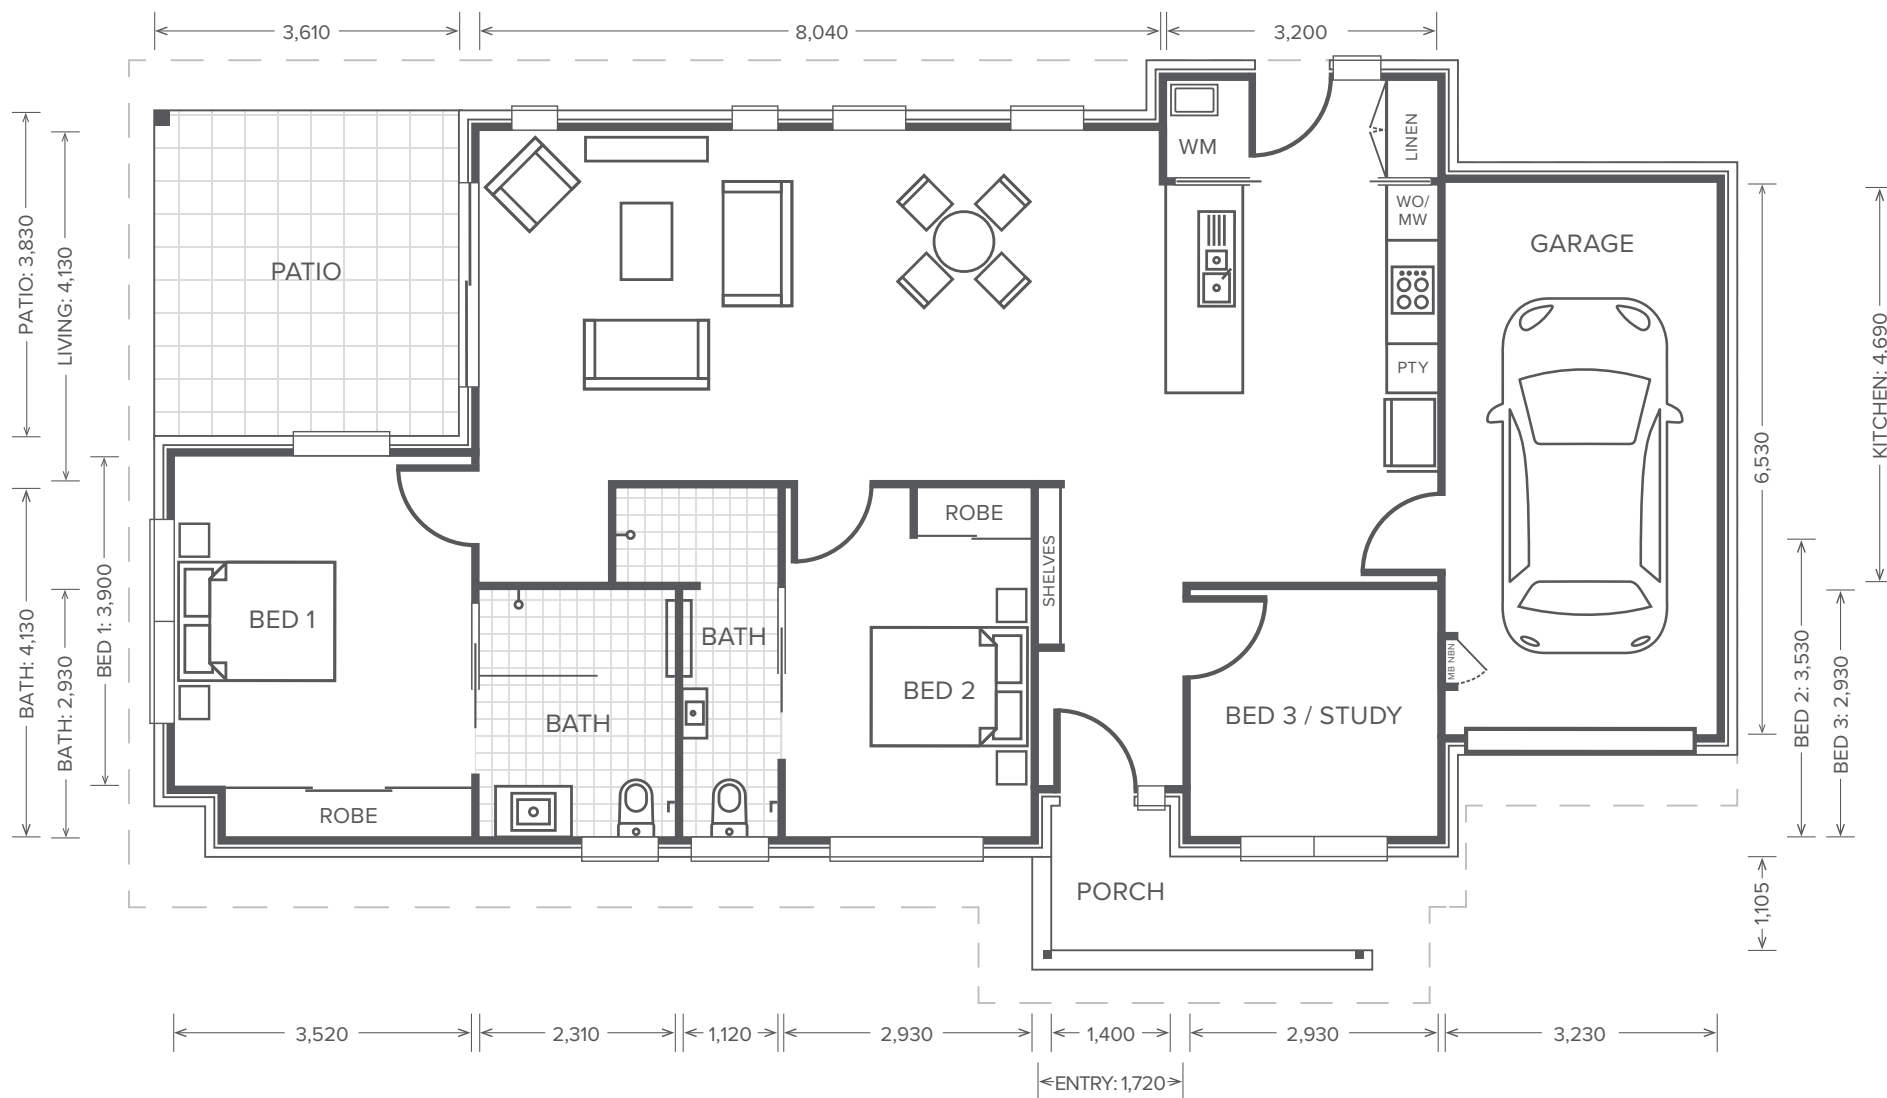 3,610
8,040
3,200
PATIO: 3,830
LIVING: 4,130
BATH: 4,130
BATH: 2,930
BED 1: 3,900
PATIO
WM
LINEN
WO/
MW
PTY
GARAGE
KITCHEN: 4.690
6,530
BED 2: 3,530
BED 3: 2,930
1,105
ROBE
SHELVES
BED 1
BATH
BATH
BED 2
BED 3 / STUDY
MB NBN
ROBE
PORCH
3,520
2,310
1,120
2,930
1,400
2,930
3,230
ENTRY: 1,720